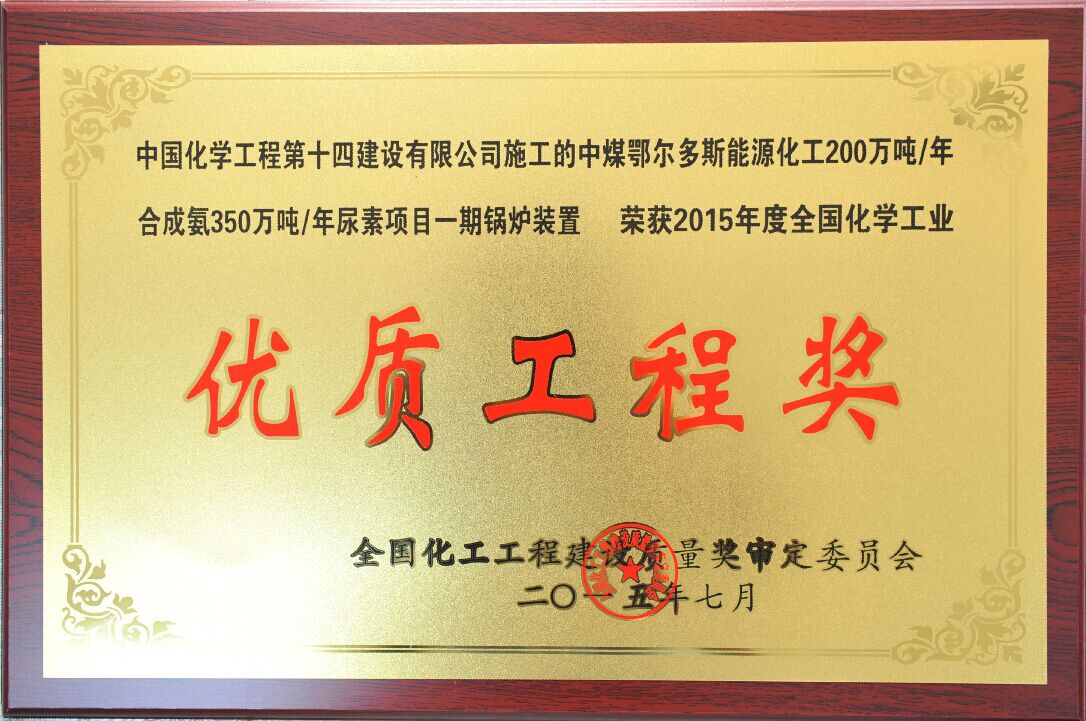 中国化学工程第十四建设有限公司施工的中煤鄂尔多斯能源化工200万吨/年
合成氨350万吨/年尿素项目一期锅炉装置 荣获2015年度全国化学工业
优质工程奖
全国化工工程建设质量奖审定委员会
二〇一五年七月